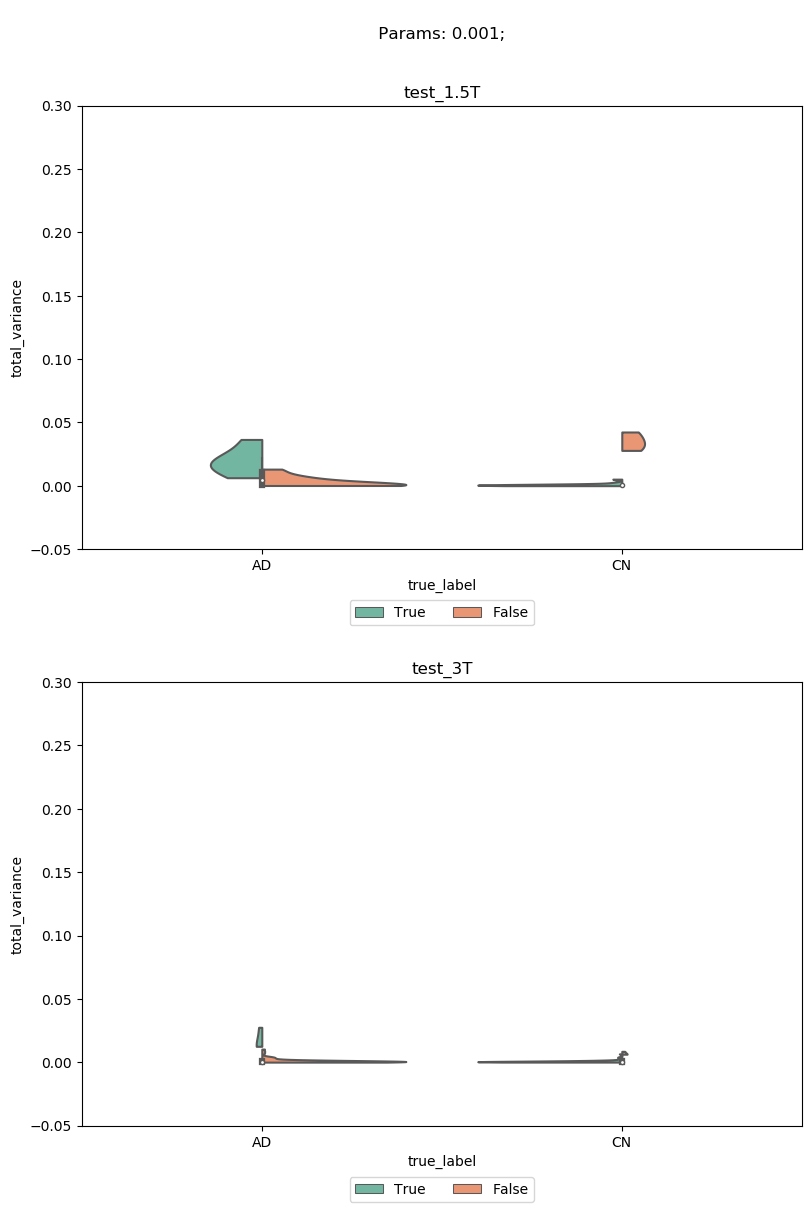 Params: 0.001;
test_1.5T
0.30
0.25
0.20
0.15
0.10
0.05
0.00
−0.05
total_variance
AD CN
true_label
True False
test_3T
0.30
0.25
0.20
0.15
0.10
0.05
0.00
−0.05
total_variance
AD CN
true_label
True False